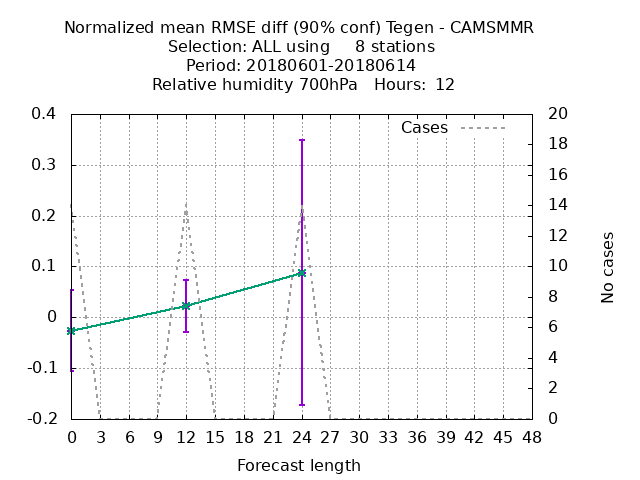 Normalized mean RMSE diff (90% conf) Tegen - CAMSMMR
Selection: ALL using     8 stations
Period: 20180601-20180614
Relative humidity 700hPa   Hours:  12
Cases
0.4
0.3
0.2
0.1
0
-0.1
-0.2
20
18
16
14
12
10
8
6
4
2
0
No cases
0 3 6 9 12 15 18 21 24 27 30 33 36 39 42 45 48
Forecast length